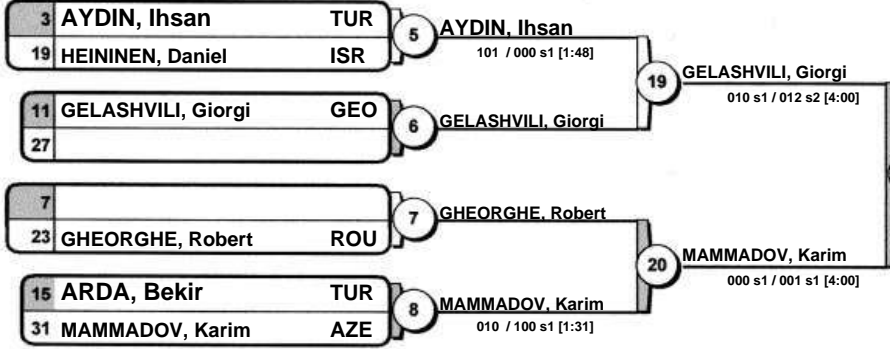 3 AYDIN, Ihsan TUR
19 HEININEN, Daniel ISR
5
AYDIN, Ihsan
101 / 000 s1 [1:48]
11 GELASHVILI, Giorgi GEO
27
6
GELASHVILI, Giorgi
19
GELASHVILI, Giorgi
010 s1 / 012 s2 [4:00]
7
23 GHEORGHE, Robert ROU
7
GHEORGHE, Robert
15 ARDA, Bekir TUR
31 MAMMADOV, Karim AZE
8
MAMMADOV, Karim
010 / 100 s1 [1:31]
20
MAMMADOV, Karim
000 s1 / 001 s1 [4:00]